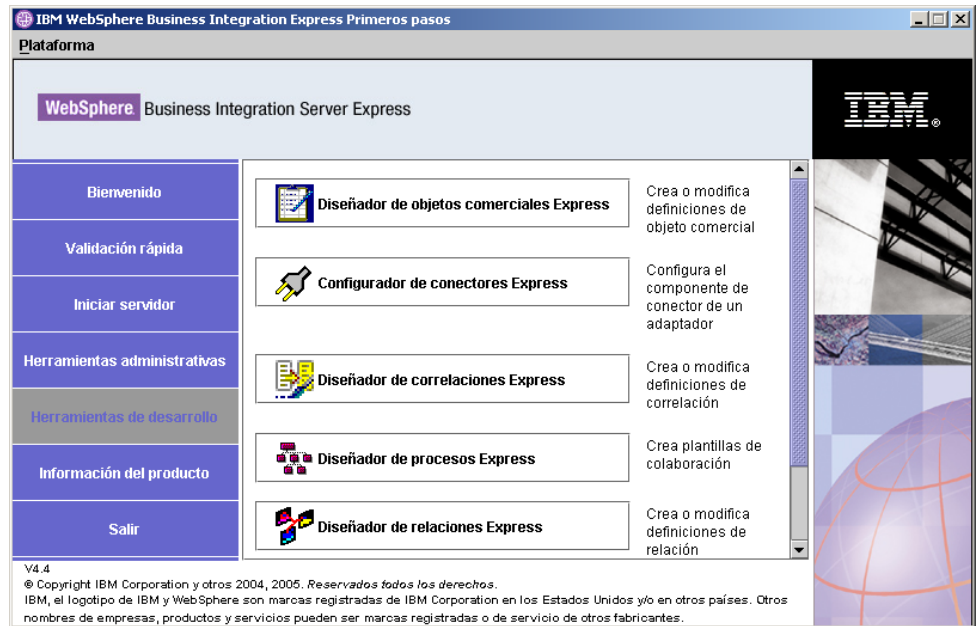 IBM WebSphere Business Integration Express Primeros pasos
Plataforma
WebSphere. Business Integration Server Express
IBM®
Bienvenido
Validación rápida
Iniciar servidor
Herramientas administrativas
Herramientas de desarrollo
Información del producto
Salir
Diseñador de objetos comerciales Express
Crea o modifica
definiciones de
objeto comercial
Configurador de conectores Express
Configura el
componente de
conector de un
adaptador
Diseñador de correlaciones Express
Crea o modifica
definiciones de
correlación
Diseñador de procesos Express
Crea plantillas de
colaboración
Diseñador de relaciones Express
Crea o modifica
definiciones de
relación
V4.4
© Copyright IBM Corporation y otros 2004, 2005. Reservados todos los derechos.
IBM, el logotipo de IBM y WebSphere son marcas registradas de IBM Corporation en los Estados Unidos y/o en otros países. Otros
nombres de empresas, productos y servicios pueden ser marcas registradas o de servicio de otros fabricantes.